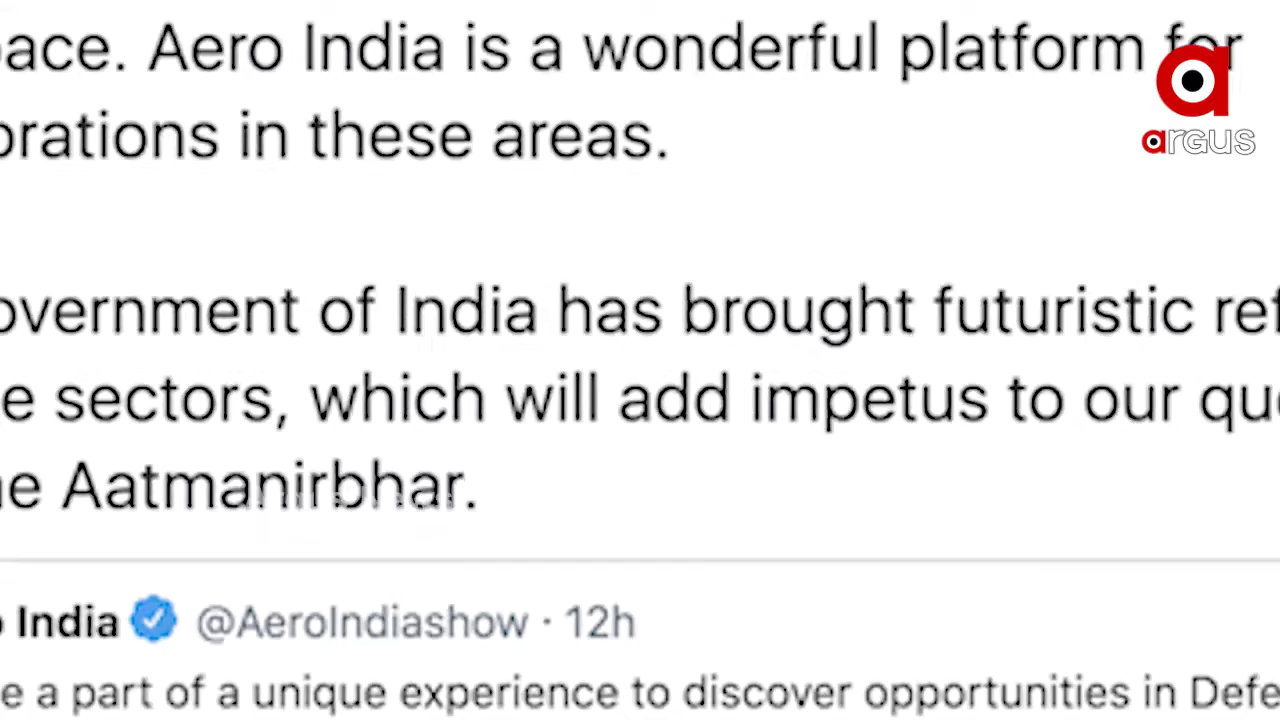 pace. Aero India is a wonderful platform for
orations in these areas.
overnment of India has brought futuristic ref
e sectors, which will add impetus to our que
e Aatmanirbhar.
o India @AeroIndiashow · 12h
e a part of a unique experience to discover opportunities in Defe
argus